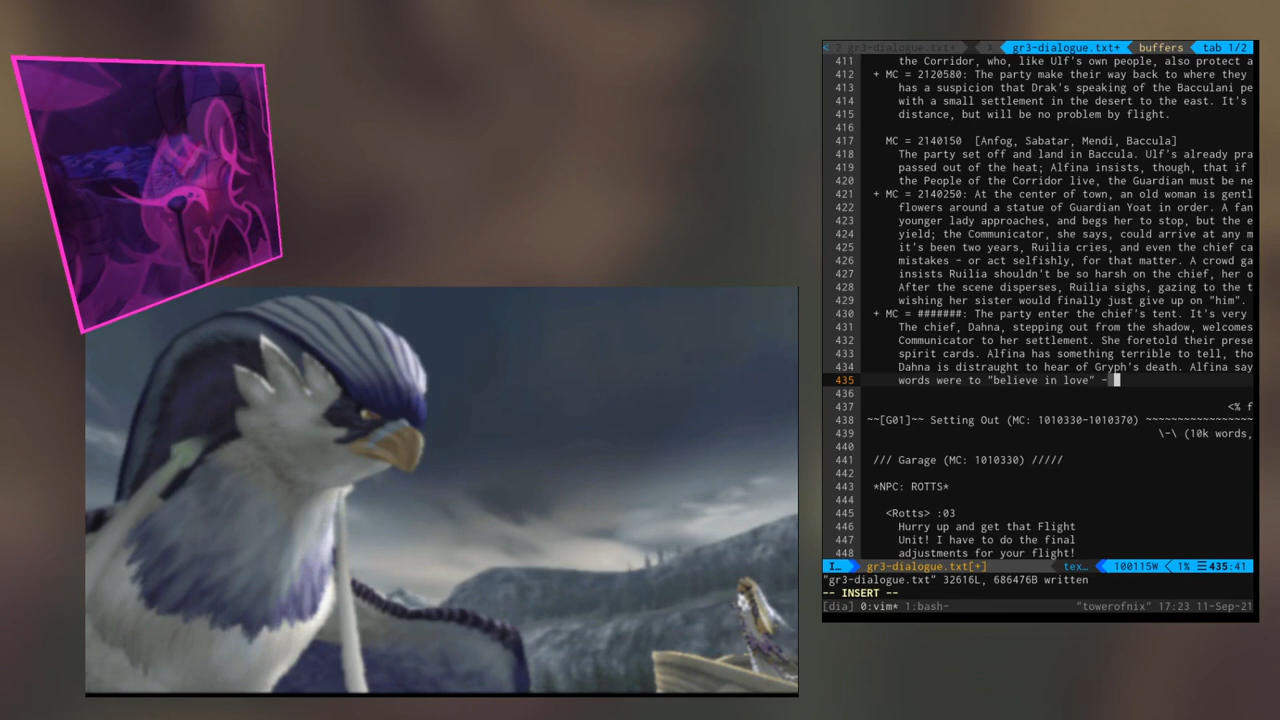 < 2 gr3-dialogue.txt+ X gr3-dialogue.txt+ buffers tab 1/2
411 the Corridor, who, like Ulf's own people, also protect a
412 + MC = 2120580: The party make their way back to where they
413 has a suspicion that Drak's speaking of the Bacculani pe
414 with a small settlement in the desert to the east. It's
415 distance, but will be no problem by flight.
416
417 MC = 2140150 [Anfog, Sabatar, Mendi, Baccula]
418 The party set off and land in Baccula. Ulf's already pra
419 passed out of the heat; Alfina insists, though, that if
420 the People of the Corridor live, the Guardian must be ne
421 + MC = 2140250: At the center of town, an old woman is gentl
422 flowers around a statue of Guardian Yoat in order. A fan
423 younger lady approaches, and begs her to stop, but the e
424 yield; the Communicator, she says, could arrive at any m
425 it's been two years, Ruilia cries, and even the chief ca
426 mistakes - or act selfishly, for that matter. A crowd ga
427 insists Ruilia shouldn't be so harsh on the chief, her o
428 After the scene disperses, Ruilia sighs, gazing to the t
429 wishing her sister would finally just give up on "him".
430 + MC = #######: The party enter the chief's tent. It's very
431 The chief, Dahna, stepping out from the shadow, welcomes
432 Communicator to her settlement. She foretold their prese
433 spirit cards. Alfina has something terrible to tell, tho
434 Dahna is distraught to hear of Gryph's death. Alfina say
435 words were to "believe in love" -
436
437 <% f
438 ~~[G01]~~ Setting Out (MC: 1010330-1010370) ~~~~~~~~~~~~~~~~~
439 \-\ (10k words,
440
441 /// Garage (MC: 1010330) /////
442
443 *NPC: ROTTS*
444
445 <Rotts> :03
446 Hurry up and get that Flight
447 Unit! I have to do the final
448 adjustments for your flight!
I… gr3-dialogue.txt[+] tex… 100115W 1% ☰435:41
"gr3-dialogue.txt" 32616L, 686476B written
-- INSERT --
[dia] 0:vim* 1:bash- "towerofnix" 17:23 11-Sep-21